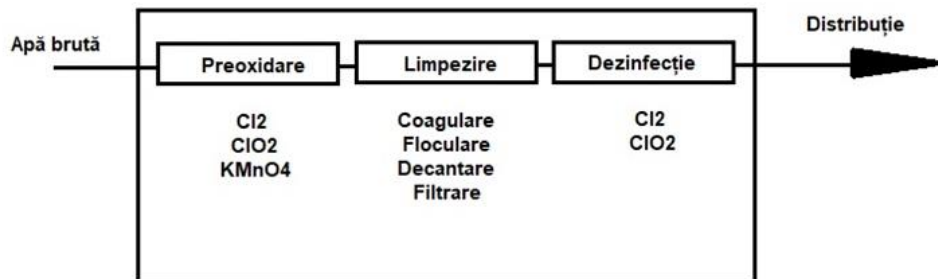 Apă brută
Distribuție
Preoxidare
Limpezire
Dezinfecție
Cl2
ClO2
KMnO4
Coagulare
Floculare
Decantare
Filtrare
Cl2
ClO2